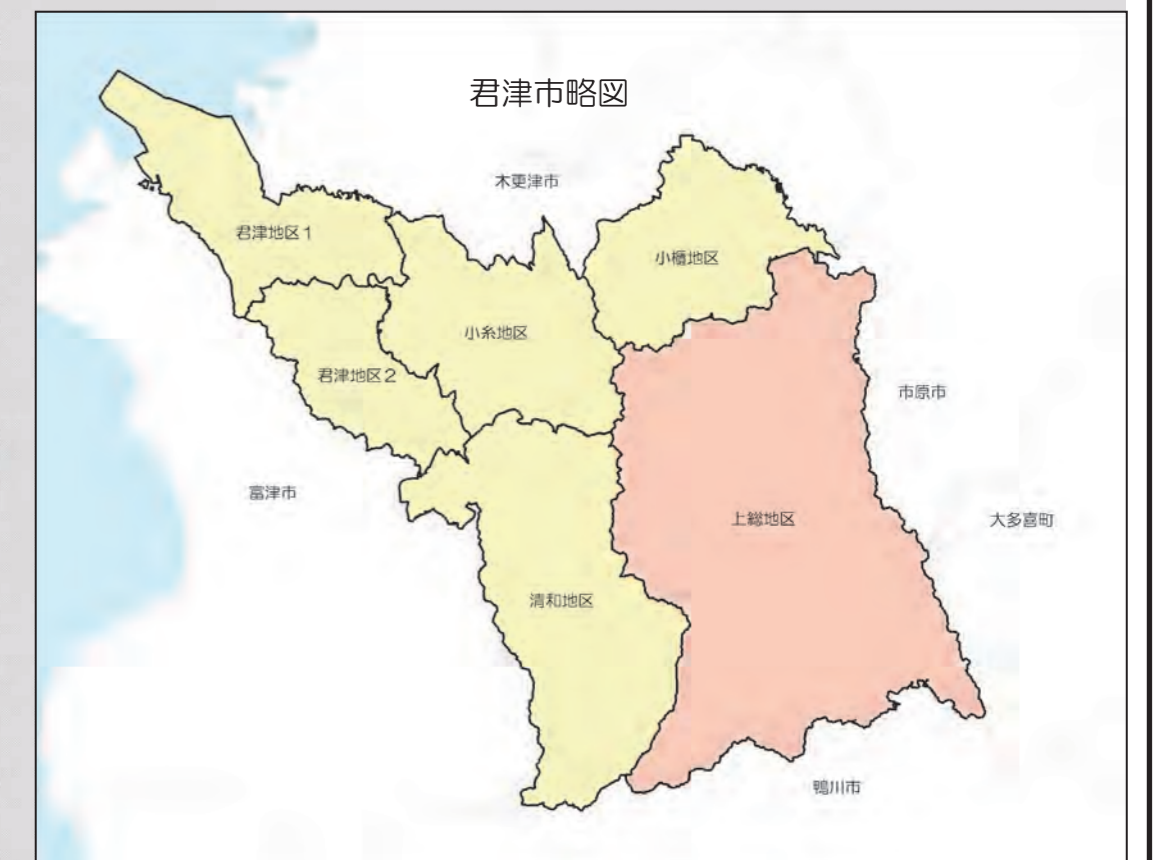 君津市略図
木更津市
君津地区1
小櫃地区
小糸地区
君津地区2
市原市
富津市
上総地区
大多喜町
清和地区
鴨川市